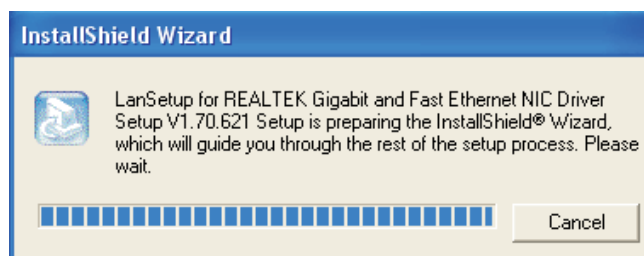 InstallShield Wizard
LanSetup for REALTEK Gigabit and Fast Ethernet NIC Driver
Setup V1.70.621 Setup is preparing the InstallShield® Wizard,
which will guide you through the rest of the setup process. Please
wait.
Cancel